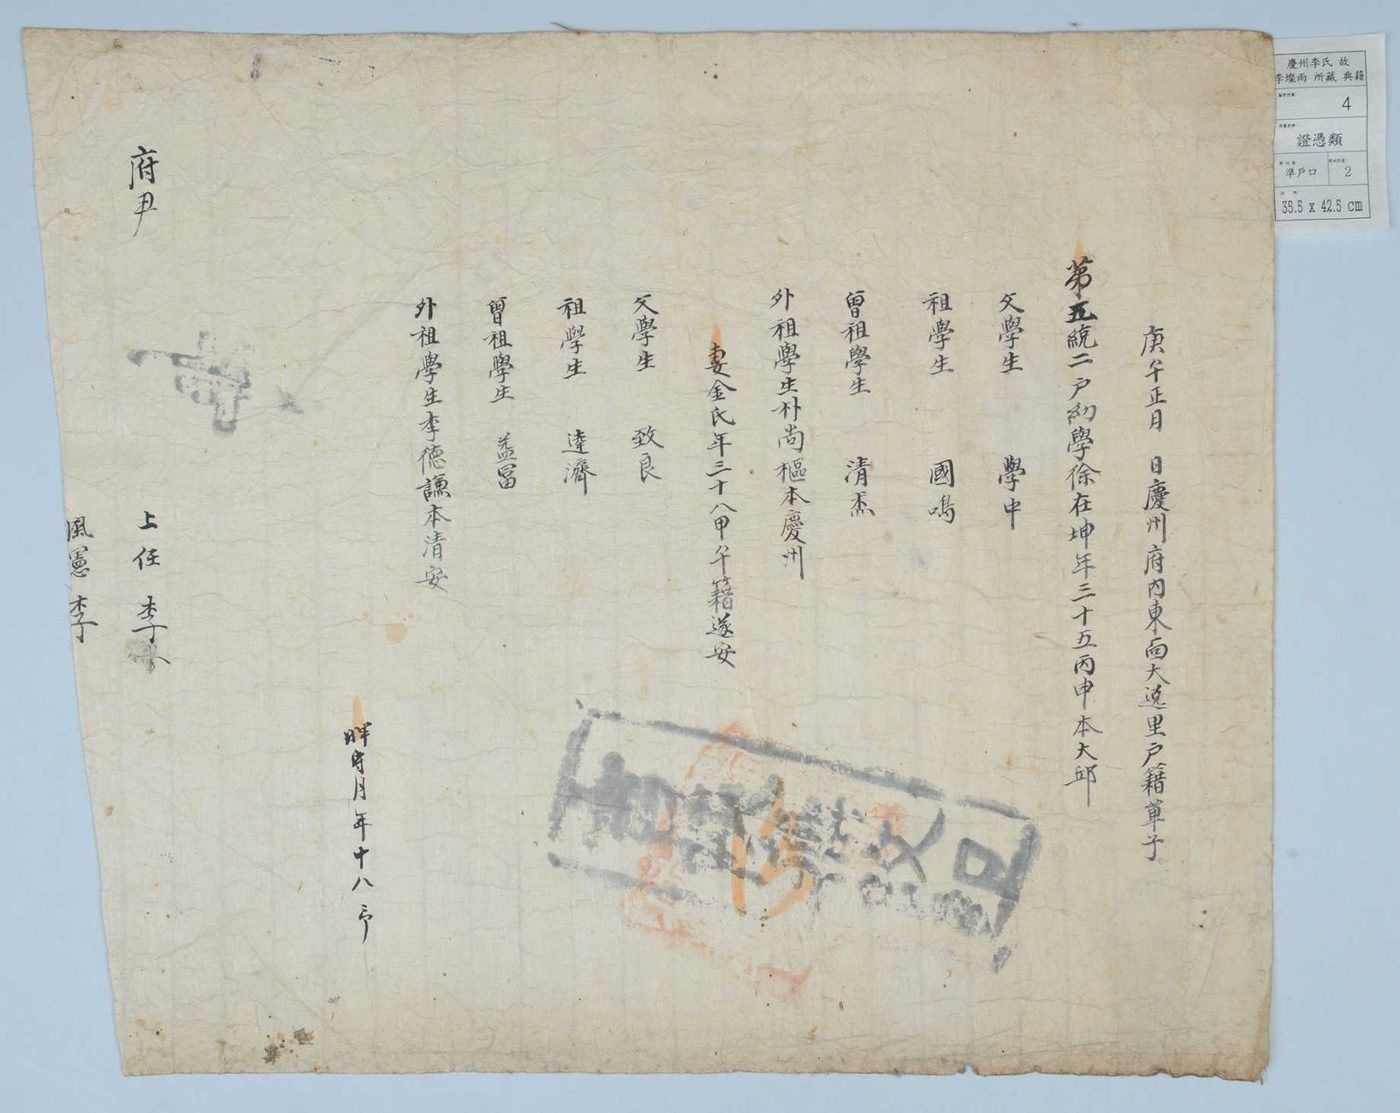 庚午正月 日慶州府內東面大里戶籍單子
第五統二戶幼學徐在坤年三十五丙申本大邱
父學生 學中
祖學生 國鳴
曾祖學生 清杰
外祖學生朴尚樞本慶州
妻金氏年三十八甲午籍遂安
父學生 致良
祖學生 達濟
曾祖學生 益冨
外祖學生李德謙本清安
月年十八
府尹
上任 李
風憲 李
慶州李氏 故
李燦雨 所藏 典籍
4
證憑類
準戶口 2
35.5 x 42.5 cm